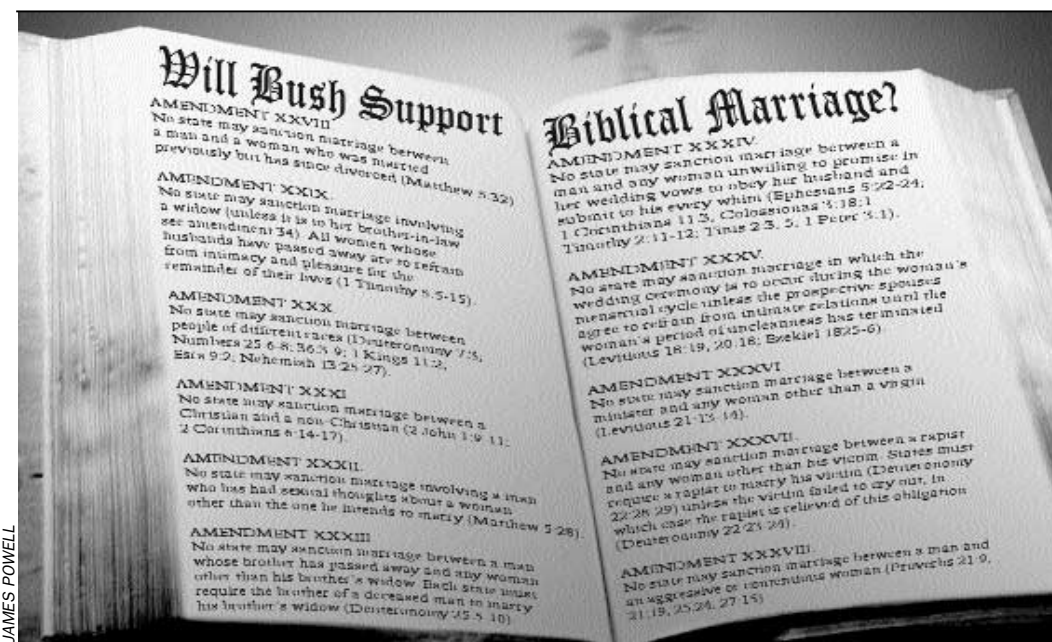 Will Bush Support
AMENDMENT XXVIII
No state may sanction marriage between
a man and a woman who was married
previously but has since divorced (Matthew 5:32)
AMENDMENT XXIX.
No state may sanction marriage involving
a widow (unless it is to her brother-in-law
see amendment 34). All women whose
husbands have passed away are to refrain
from intimacy and pleasure for the
remainder of their lives (1 Timothy 5:5-15).
AMENDMENT XXX.
No state may sanction marriage between
people of different races (Deuteronomy 7:3,
Numbers 25:6-8; 36:3-9; 1 Kings 11:2,
Esra 9:2, Nehemiah 13:25-27).
AMENDMENT XXXI
No state may sanction marriage between a
Christian and a non-Christian (2 John 1:9-11;
2 Corinthians 6:14-17).
AMENDMENT XXXII.
No state may sanction marriage involving a man
who has had sexual thoughts about a woman
other than the one he intends to marry (Matthew 5:28).
AMENDMENT XXXIII
No state may sanction marriage between a man
whose brother has passed away and any woman
other than his brother's widow. Each state must
require the brother of a deceased man to marry
his brother's widow (Deuteronomy 25:5-10).
Biblical Marriage?
AMENDMENT XXXIV.
No state may sanction marriage between a
man and any woman unwilling to promise in
her wedding vows to obey her husband and
submit to his every whim (Ephesians 5:22-24;
1 Corinthians 11:3, Colossionas 3:18;1
Timothy 2:11-12; Titus 2:3, 5, 1 Peter 3:1).
AMENDMENT XXXV.
No state may sanction marriage in which the
wedding ceremony is to occur during the woman's
menstrual cycle unless the prospective spouses
agree to refrain from intimate relations until the
woman's period of uncleanness has terminated
(Leviticus 18:19, 20:18; Ezekiel 1825-6).
AMENDMENT XXXVI
No state may sanction marriage between a
minister and any woman other than a virgin
(Leviticus 21:13-14).
AMENDMENT XXXVII.
No state may sanction marriage between a rapist
and any woman other than his victim. States must
require a rapist to marry his victim (Deuteronomy
22:28-29) unless the victim failed to cry out, in
which case the rapist is relieved of this obligation
(Deuteronomy 22:23-24).
AMENDMENT XXXVIII.
No state may sanction marriage between a man and
an aggressive or contentious woman (Proverbs 21:9,
21:19, 25:24, 27:15)
JAMES POWELL